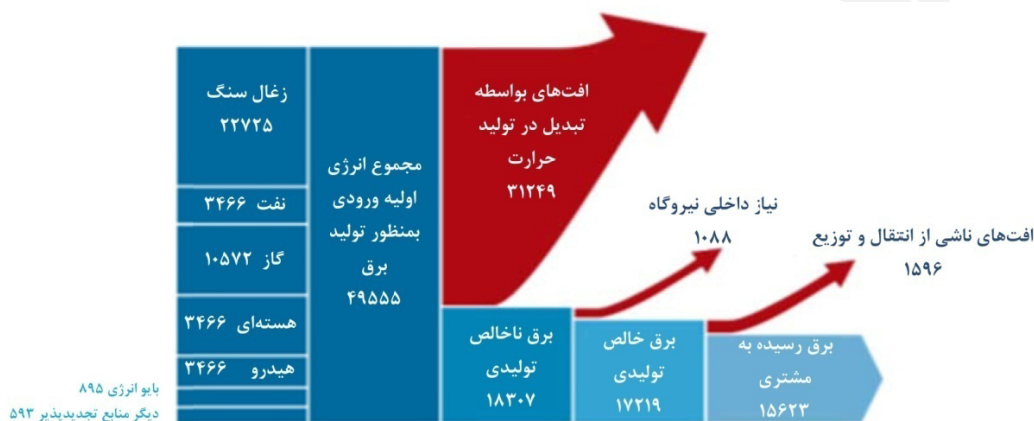 زغال سنگ
۲۲۷۲۵
نفت ۳۴۶۶
گاز ۱۰۵۷۲
هسته‌ای ۳۴۶۶
هیدرو ۳۴۶۶
بایو انرژی ۸۹۵
دیگر منابع تجدیدپذیر ۵۹۳
مجموع انرژی
اولیه ورودی
بمنظور تولید
برق
۴۹۵۵۵
افت‌های بواسطه
تبدیل در تولید
حرارت
۳۱۲۴۹
برق ناخالص
تولیدی
۱۸۳۰۷
نیاز داخلی نیروگاه
۱۰۸۸
برق خالص
تولیدی
۱۷۲۱۹
افت‌های ناشی از انتقال و توزیع
۱۵۹۶
برق رسیده به
مشتری
۱۵۶۲۳